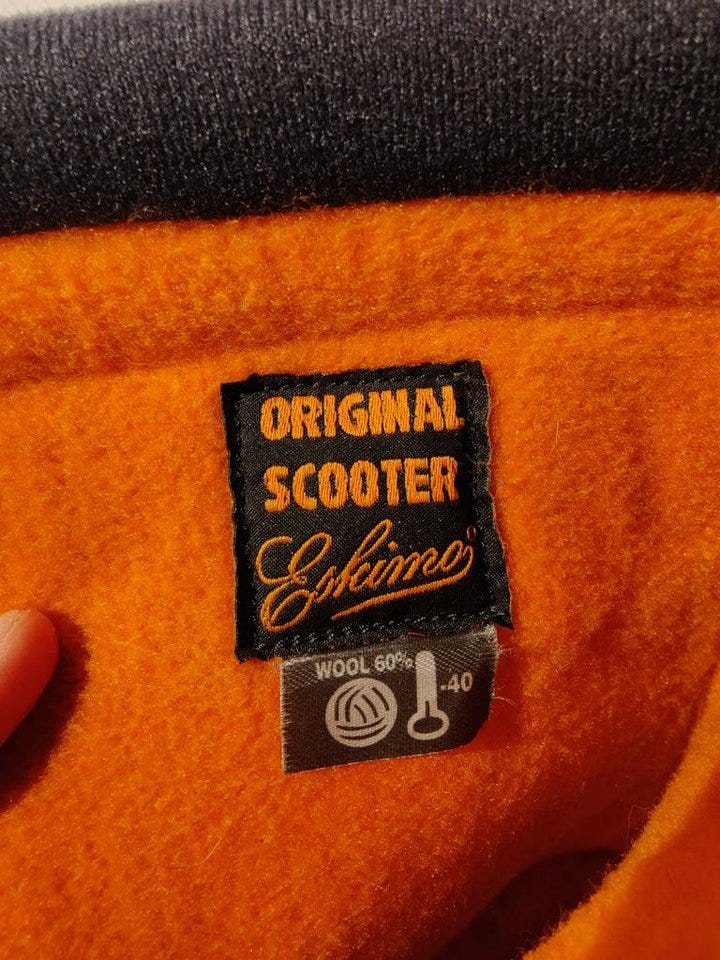 ORIGINAL
SCOOTER
Eskimo
WOOL 60%
-40